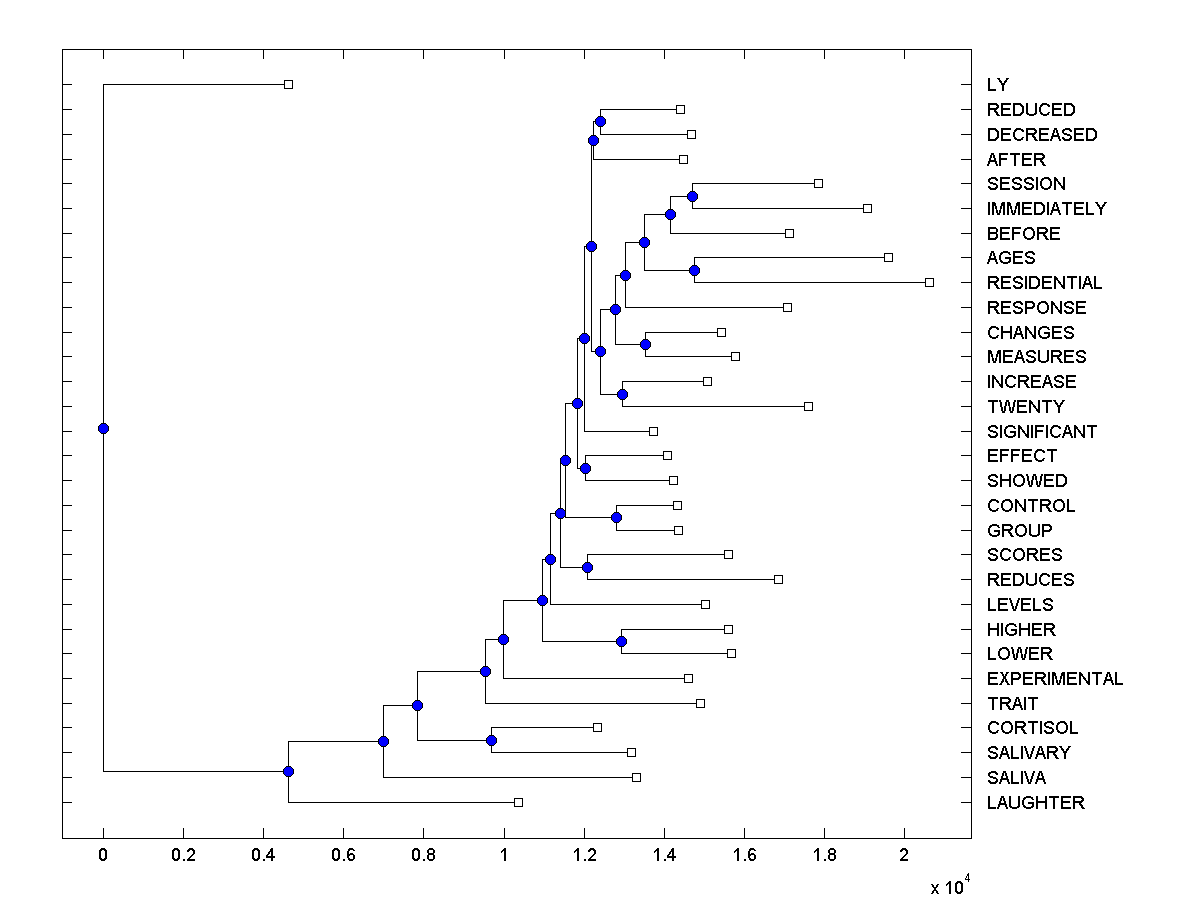 LY
REDUCED
DECREASED
AFTER
SESSION
IMMEDIATELY
BEFORE
AGES
RESIDENTIAL
RESPONSE
CHANGES
MEASURES
INCREASE
TWENTY
SIGNIFICANT
EFFECT
SHOWED
CONTROL
GROUP
SCORES
REDUCES
LEVELS
HIGHER
LOWER
EXPERIMENTAL
TRAIT
CORTISOL
SALIVARY
SALIVA
LAUGHTER
0 0.2 0.4 0.6 0.8 1 1.2 1.4 1.6 1.8 2
x 10^4